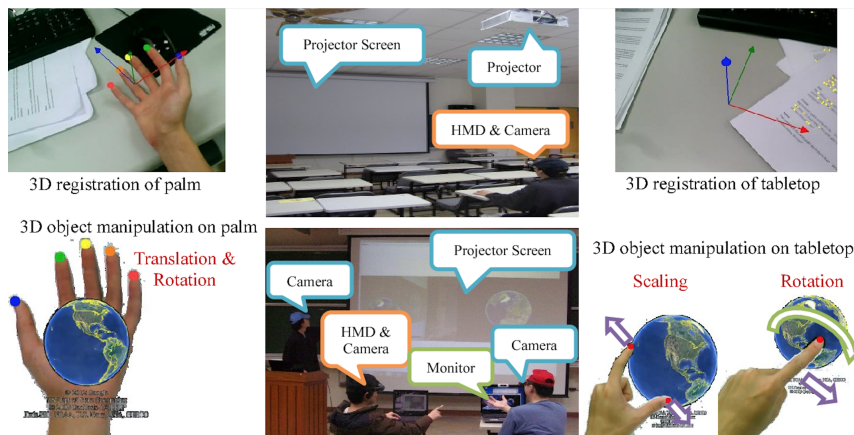 Projector Screen
Projector
HMD & Camera
3D registration of palm
3D registration of tabletop
3D object manipulation on palm
Translation &
Rotation
Projector Screen
Camera
HMD &
Camera
Monitor
Camera
3D object manipulation on tabletop
Scaling
Rotation